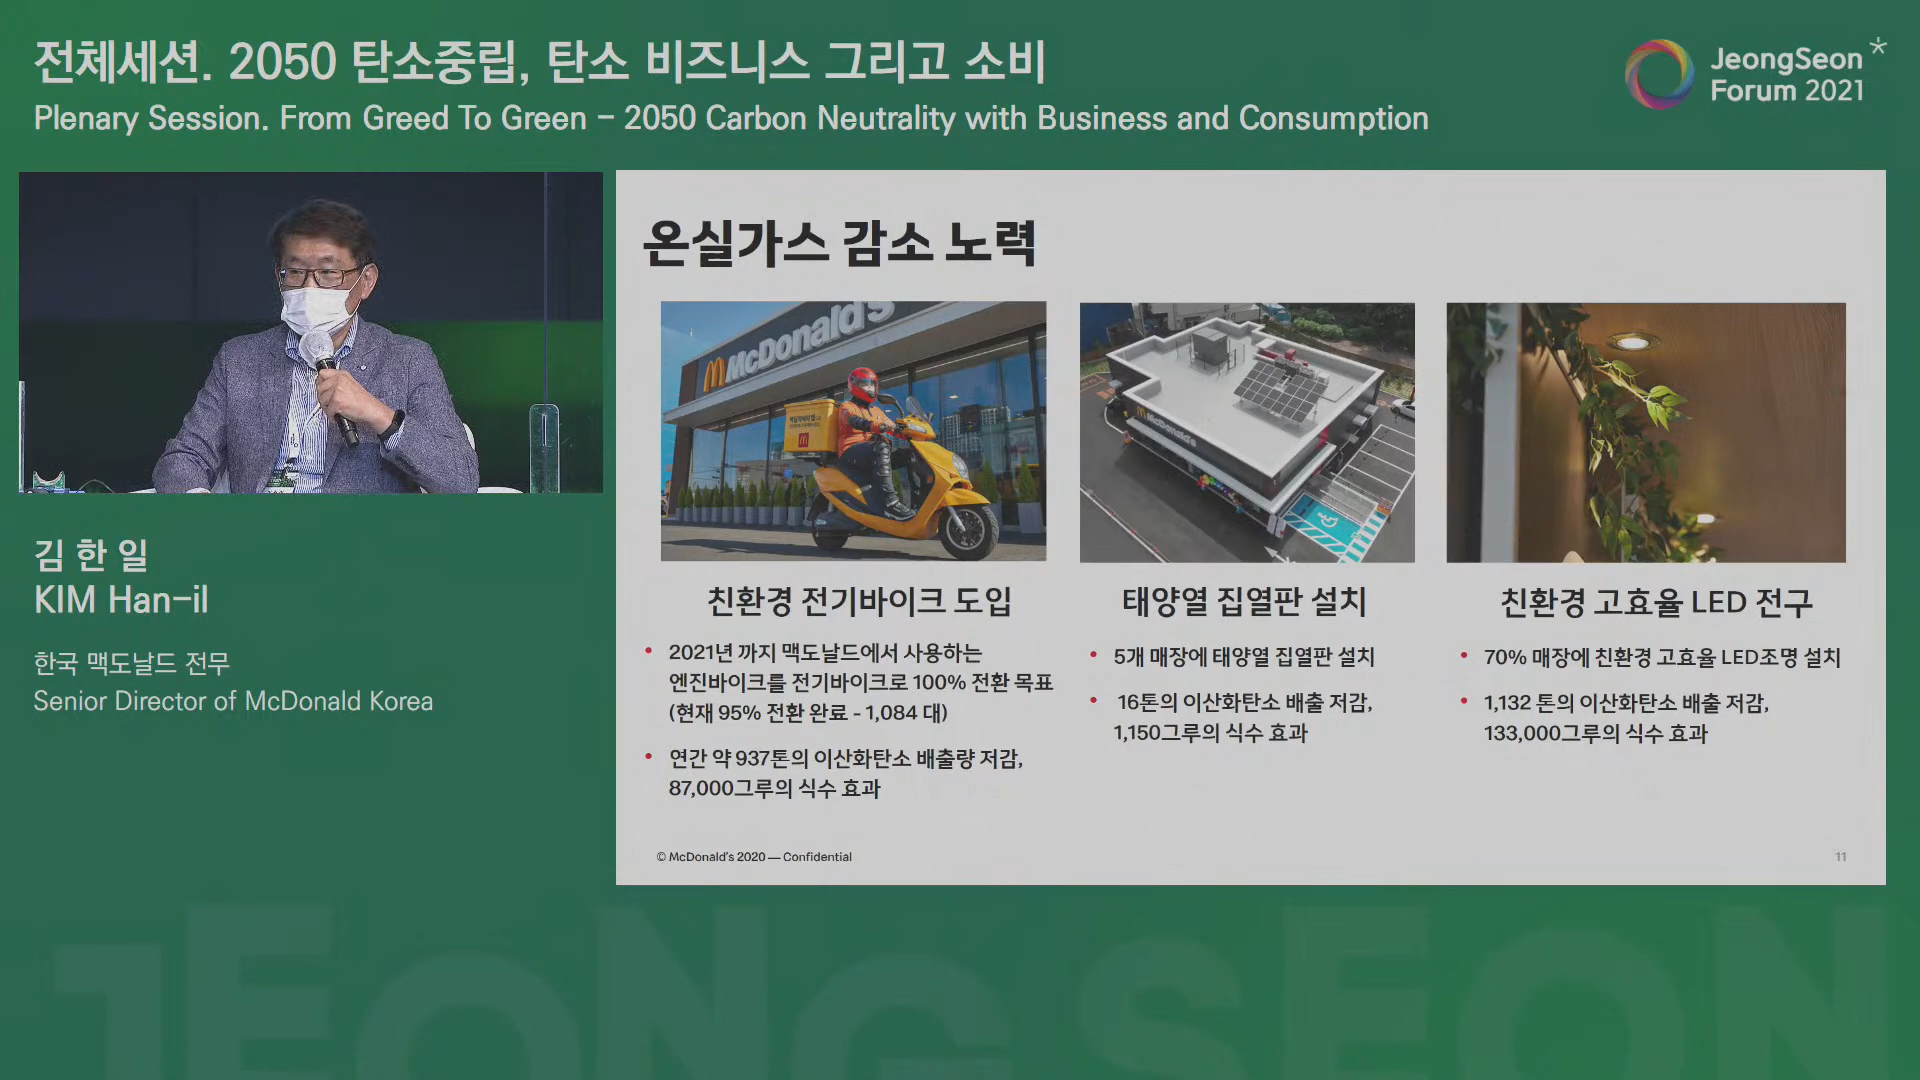 전체세션. 2050 탄소중립, 탄소 비즈니스 그리고 소비
Plenary Session. From Greed To Green – 2050 Carbon Neutrality with Business and Consumption
JeongSeon*
Forum 2021
김 한 일
KIM Han-il
한국 맥도날드 전무
Senior Director of McDonald Korea
온실가스 감소 노력
McDonald's
McDonald's
친환경 전기바이크 도입
• 2021년 까지 맥도날드에서 사용하는
엔진바이크를 전기바이크로 100% 전환 목표
(현재 95% 전환 완료 - 1,084 대)
• 연간 약 937톤의 이산화탄소 배출량 저감,
87,000그루의 식수 효과
태양열 집열판 설치
• 5개 매장에 태양열 집열판 설치
• 16톤의 이산화탄소 배출 저감,
1,150그루의 식수 효과
친환경 고효율 LED 전구
• 70% 매장에 친환경 고효율 LED조명 설치
• 1,132 톤의 이산화탄소 배출 저감,
133,000그루의 식수 효과
© McDonald's 2020 — Confidential
11
JEONG SEON